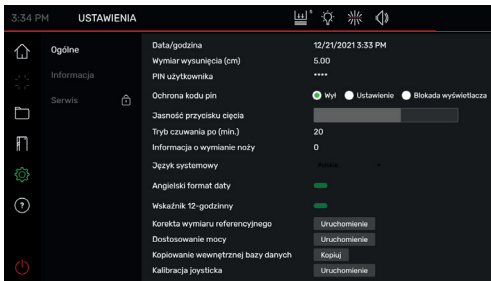 3:34 PM USTAWIENIA
Ogólne
Informacja
Serwis
Data/godzina 12/21/2021 3:33 PM
Wymiar wysunięcia (cm) 5.00
PIN użytkownika ****
Ochrona kodu pin Wył Ustawienie Blokada wyświetlacza
Jasność przycisku cięcia
Tryb czuwania po (min.) 20
Informacja o wymianie noży 0
Język systemowy
Angielski format daty
Wskaźnik 12-godzinny
Korekta wymiaru referencyjnego Uruchomienie
Dostosowanie mocy Uruchomienie
Kopiowanie wewnętrznej bazy danych Kopiuj
Kalibracja joysticka Uruchomienie